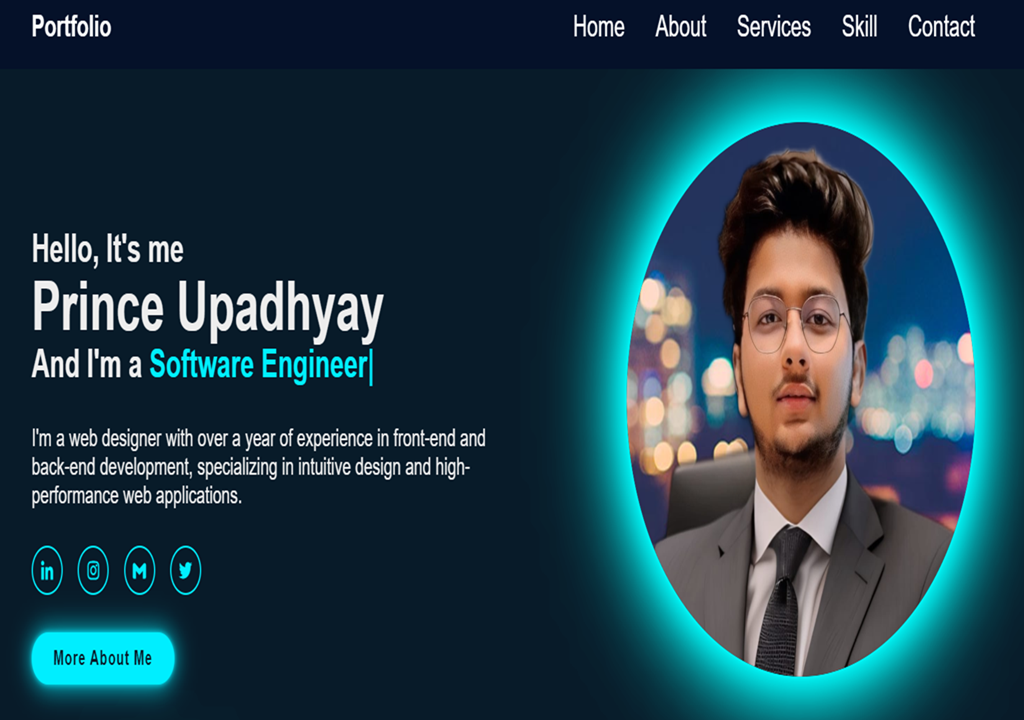 Portfolio
Home About Services Skill Contact
Hello, It's me
Prince Upadhyay
And I'm a Software Engineer|
I'm a web designer with over a year of experience in front-end and
back-end development, specializing in intuitive design and high-
performance web applications.
in
M
More About Me